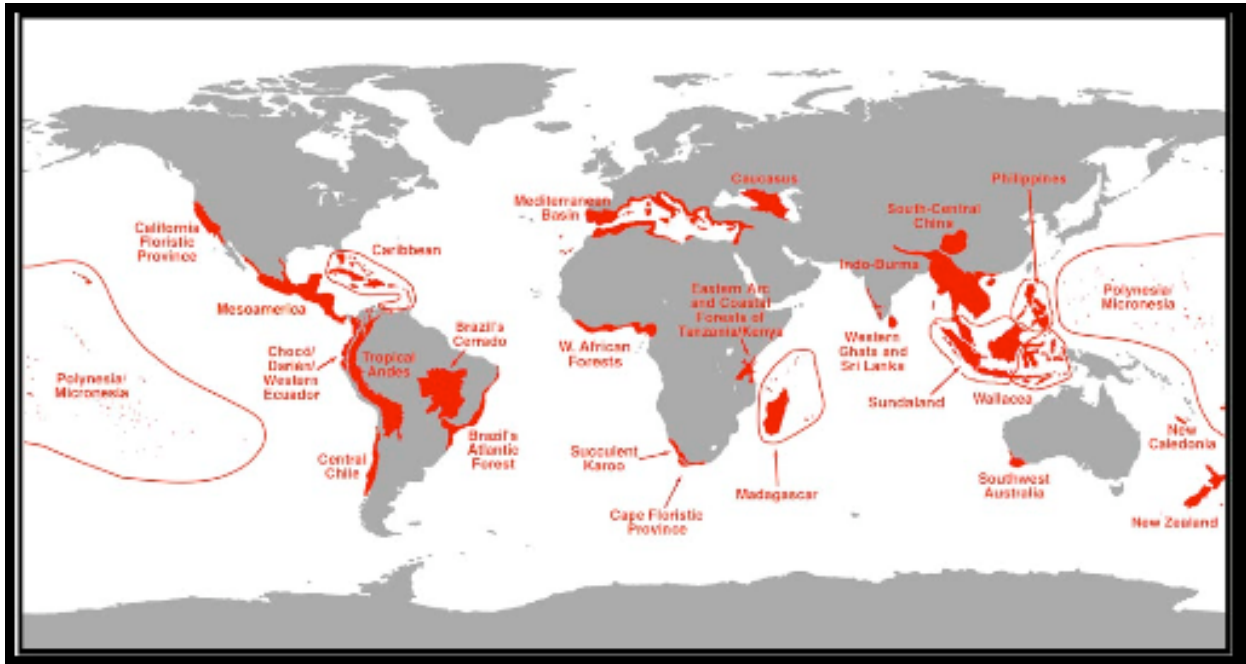 Caucasus
Philippines
Mediterranean
Basin
South-Central
China
California
Floristic
Province
Caribbean
Indo-Burma
Eastern Arc
and Coastal
Forests of
Tanzania/Kenya
Polynesia/
Micronesia
Mesoamerica
Brazil's
Cerrado
W. African
Forests
Western
Ghats and
Sri Lanka
Chocó/
Darién/
Western
Ecuador
Tropical
Andes
Polynesia/
Micronesia
Sundaland
Wallacea
Brazil's
Atlantic
Forest
Central
Chile
Succulent
Karoo
New
Caledonia
Madagascar
Southwest
Australia
Cape Floristic
Province
New Zealand